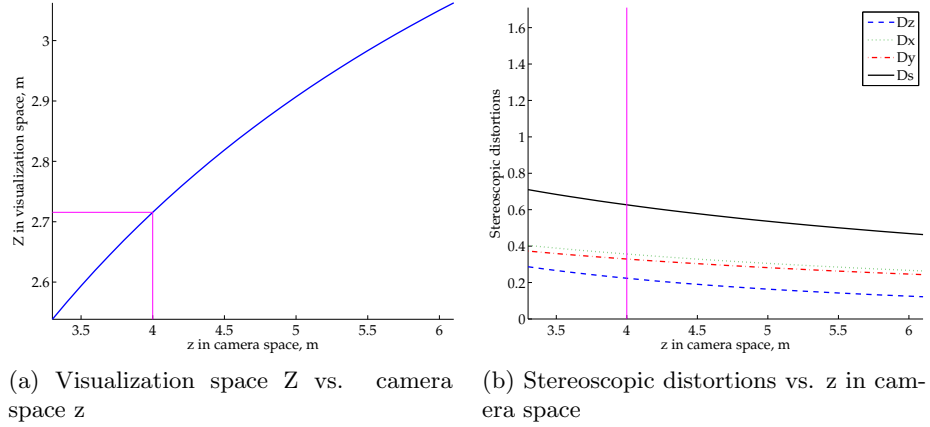 3
2.9
2.8
2.7
2.6
Z in visualization space, m
3.5 4 4.5 5 5.5 6
z in camera space, m
(a) Visualization space Z vs. camera
space z
1.6
1.4
1.2
1
0.8
0.6
0.4
0.2
0
Stereoscopic distortions
Dz
Dx
Dy
Ds
3.5 4 4.5 5 5.5 6
z in camera space, m
(b) Stereoscopic distortions vs. z in cam-
era space